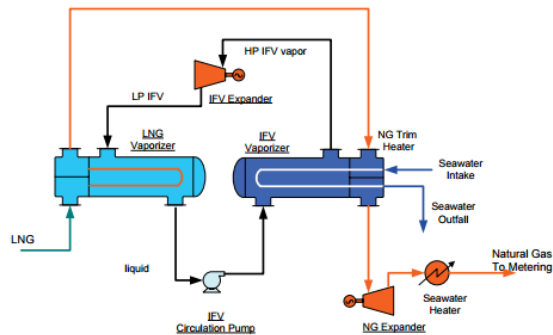 HP IFV vapor
LP IFV
IFV Expander
LNG
Vaporizer
IFV
Vaporizer
NG Trim
Heater
Seawater
Intake
Seawater
Outfall
LNG
liquid
IFV
Circulation Pump
Natural Gas
To Metering
Seawater
Heater
NG Expander